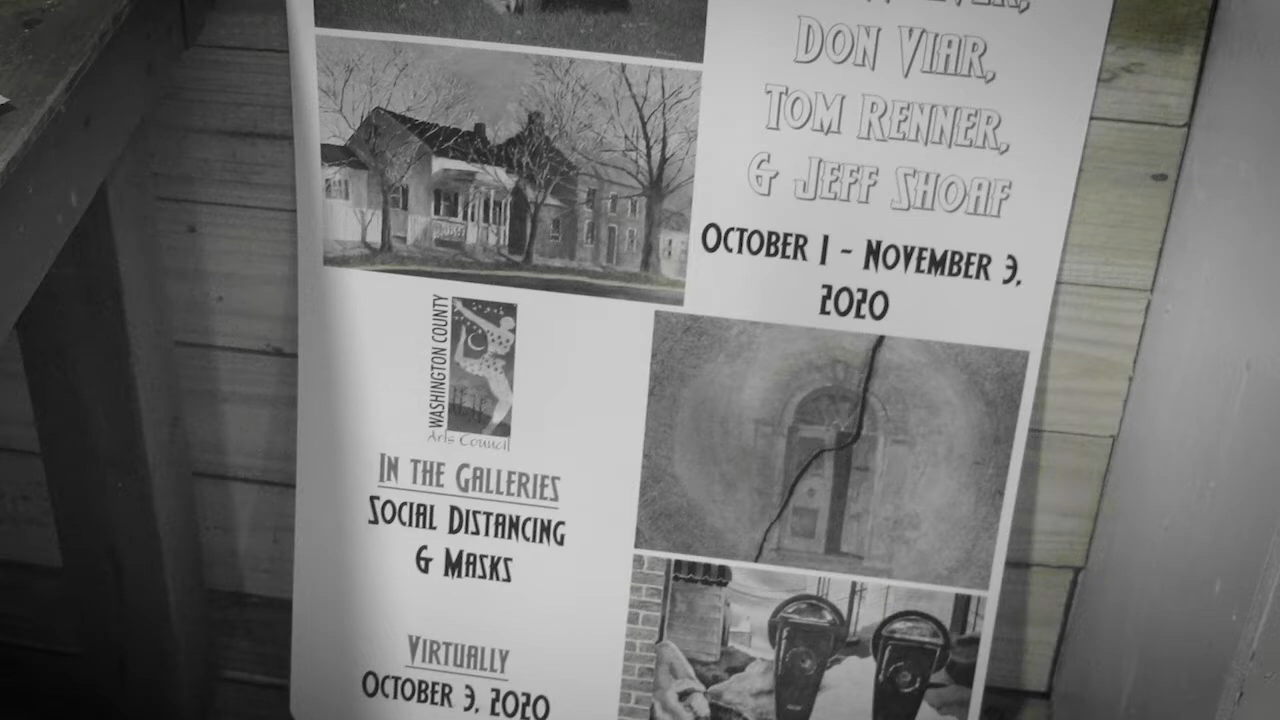 DON VIAR,
TOM RENNER,
& JEFF SHOAF
OCTOBER 1 - NOVEMBER 3,
2020
WASHINGTON COUNTY
Arts Council
IN THE GALLERIES
SOCIAL DISTANCING
& MASKS
VIRTUALLY
OCTOBER 3, 2020